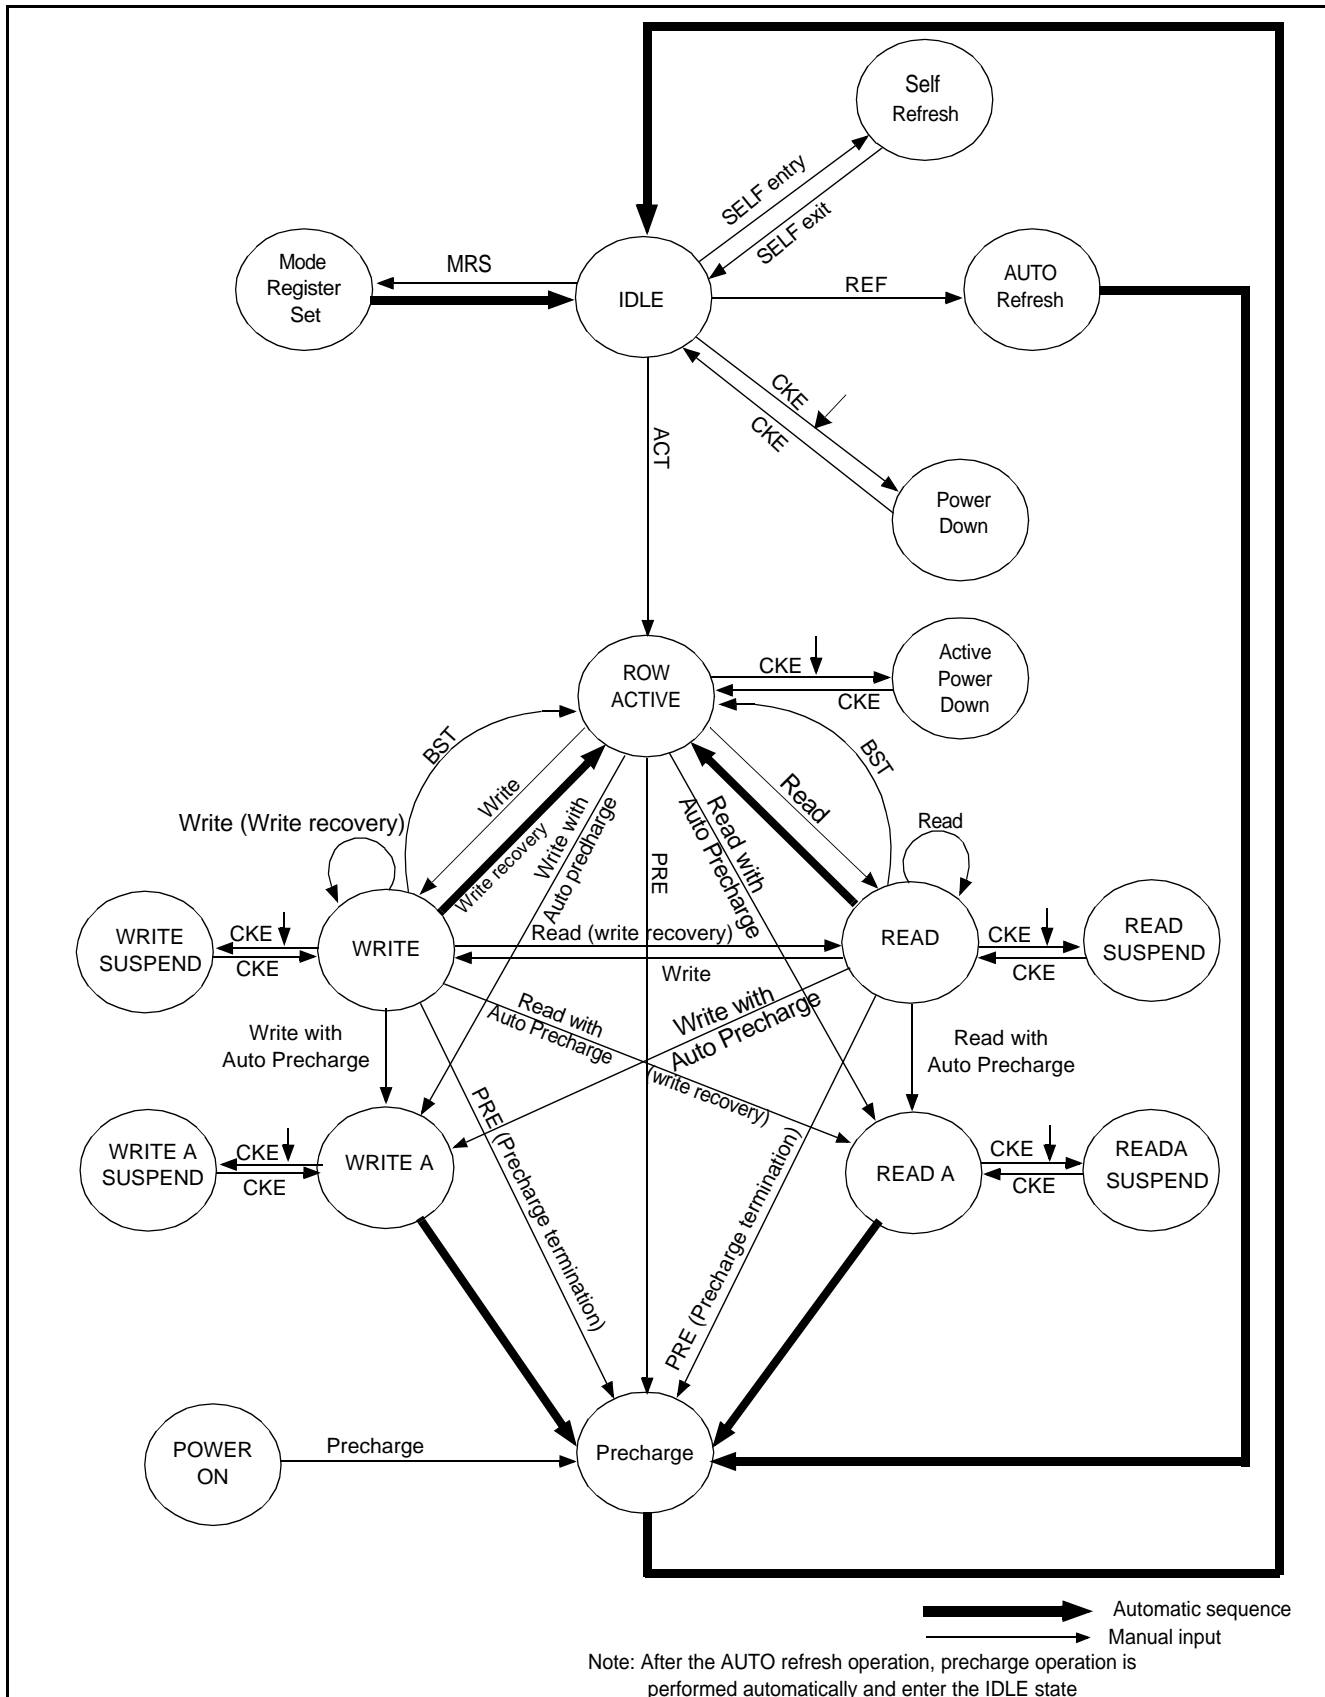 Self
Refresh
SELF entry
SELF exit
Mode
Register
Set
MRS
IDLE
REF
AUTO
Refresh
CKE
CKE
ACT
Power
Down
ROW
ACTIVE
CKE
CKE
Active
Power
Down
BST
Write
Write recovery
Write with
Auto predharge
PRE
Read with
Auto Precharge
Read
BST
Write (Write recovery)
Read
WRITE
SUSPEND
CKE
CKE
WRITE
Read (write recovery)
Write
READ
CKE
CKE
READ
SUSPEND
Write with
Auto Precharge
Read with
Auto Precharge
(write recovery)
Write with
Auto Precharge
Read with
Auto Precharge
WRITE A
SUSPEND
CKE
CKE
WRITE A
PRE (Precharge termination)
PRE (Precharge termination)
READ A
CKE
CKE
READA
SUSPEND
POWER
ON
Precharge
Precharge
Automatic sequence
Manual input
Note: After the AUTO refresh operation, precharge operation is
performed automatically and enter the IDLE state